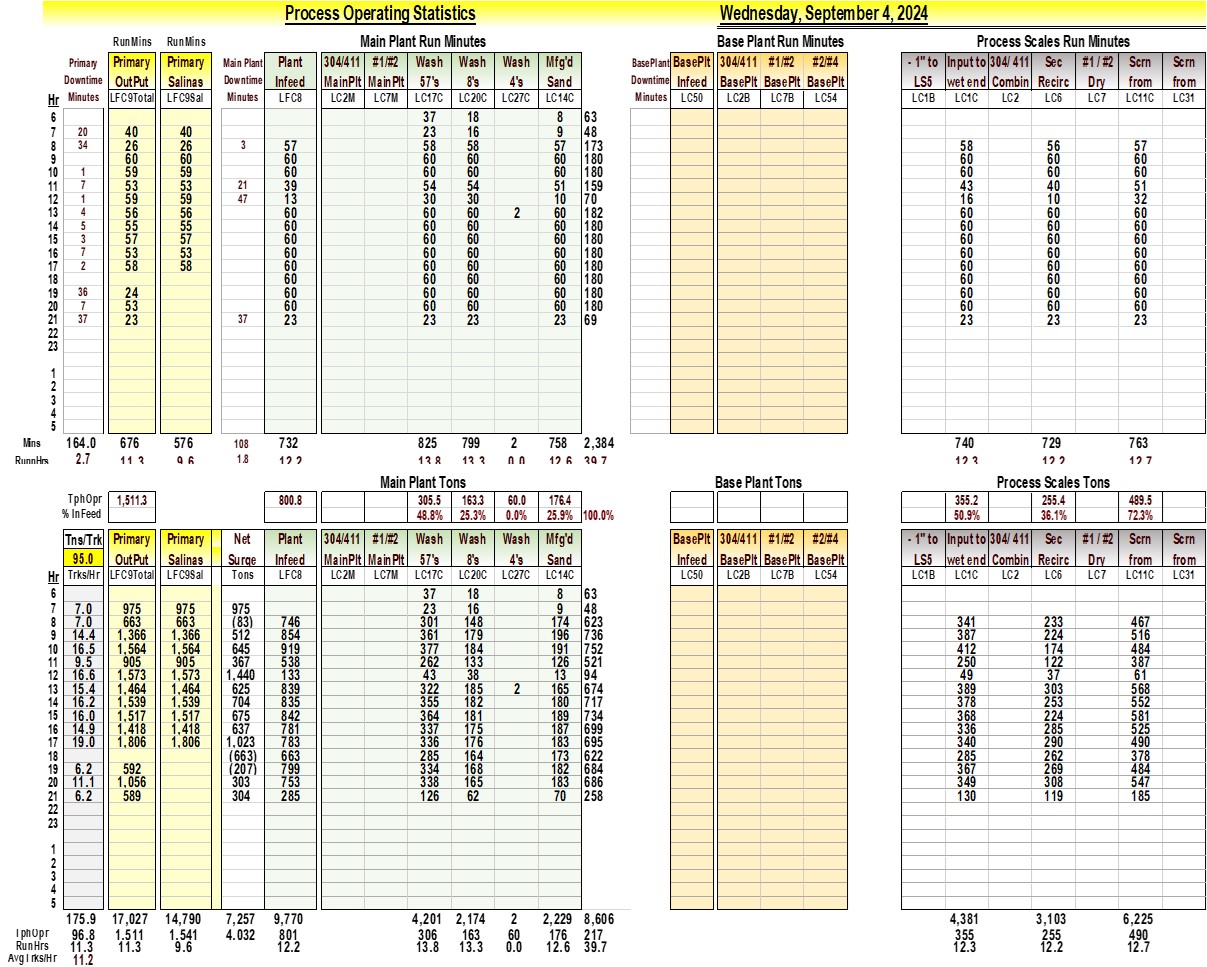 Process Operating Statistics Wednesday, September 4, 2024
RunMins RunMins Main Plant Run Minutes Base Plant Run Minutes Process Scales Run Minutes
Primary Primary Primary Main Plant Plant 304/411 #1/#2 Wash Wash Wash Mfg'd BasePlant BasePlt 304/411 #1/#2 #2/#4 - 1" to Input to 304/ 411 Sec #1 / #2 Scrn Scrn
Downtime OutPut Salinas Downtime Infeed MainPlt MainPlt 57's 8's 4's Sand Downtime Infeed BasePlt BasePlt BasePlt LS5 wet end Combin Recirc Dry from from
Hr Minutes LFC9Total LFC9Sal Minutes LFC8 LC2M LC7M LC17C LC20C LC27C LC14C Minutes LC50 LC2B LC7B LC54 LC1B LC1C LC2 LC6 LC7 LC11C LC31
6 37 18 8 63
7 20 40 40 23 16 9 48
8 34 26 26 3 57 58 58 57 173 58 56 57
9 60 60 60 60 60 60 180 60 60 60
10 1 59 59 60 60 60 60 180 60 60 60
11 7 53 53 21 39 54 54 51 159 43 40 51
12 1 59 59 47 13 30 30 10 70 16 10 32
13 4 56 56 60 60 60 2 60 182 60 60 60
14 5 55 55 60 60 60 60 180 60 60 60
15 3 57 57 60 60 60 60 180 60 60 60
16 7 53 53 60 60 60 60 180 60 60 60
17 2 58 58 60 60 60 60 180 60 60 60
18 60 60 60 60 180 60 60 60
19 36 24 60 60 60 60 180 60 60 60
20 7 53 60 60 60 60 180 60 60 60
21 37 23 37 23 23 23 23 69 23 23 23
22
23
1
2
3
4
5
Mins 164.0 676 576 108 732 825 799 2 758 2,384 740 729 763
RunnHrs 2.7 11.3 9.6 1.8 12.2 13.8 13.3 0.0 12.6 39.7 12.3 12.2 12.7
Main Plant Tons Base Plant Tons Process Scales Tons
TphOpr 1,511.3 800.8 305.5 163.3 60.0 176.4 355.2 255.4 489.5
% InFeed 48.8% 25.3% 0.0% 25.9% 100.0% 50.9% 36.1% 72.3%
Tns/Trk Primary Primary Net Plant 304/411 #1/#2 Wash Wash Wash Mfg'd BasePlt 304/411 #1/#2 #2/#4 - 1" to Input to 304/ 411 Sec #1 / #2 Scrn Scrn
95.0 OutPut Salinas Surge Infeed MainPlt MainPlt 57's 8's 4's Sand Infeed BasePlt BasePlt BasePlt LS5 wet end Combin Recirc Dry from from
Hr Trks/Hr LFC9Total LFC9Sal Tons LFC8 LC2M LC7M LC17C LC20C LC27C LC14C LC50 LC2B LC7B LC54 LC1B LC1C LC2 LC6 LC7 LC11C LC31
6 37 18 8 63
7 7.0 975 975 975 23 16 9 48
8 7.0 663 663 (83) 746 301 148 174 623 341 233 467
9 14.4 1,366 1,366 512 854 361 179 196 736 387 224 516
10 16.5 1,564 1,564 645 919 377 184 191 752 412 174 484
11 9.5 905 905 367 538 262 133 126 521 250 122 387
12 16.6 1,573 1,573 1,440 133 43 38 13 94 49 37 61
13 15.4 1,464 1,464 625 839 322 185 2 165 674 389 303 568
14 16.2 1,539 1,539 704 835 355 182 180 717 378 253 552
15 16.0 1,517 1,517 675 842 364 181 189 734 368 224 581
16 14.9 1,418 1,418 637 781 337 175 187 699 336 285 525
17 19.0 1,806 1,806 1,023 783 336 176 183 695 340 290 490
18 (663) 663 285 164 173 622 285 262 378
19 6.2 592 (207) 799 334 168 182 684 367 269 484
20 11.1 1,056 303 753 338 165 183 686 349 308 547
21 6.2 589 304 285 126 62 70 258 130 119 185
22
23
1
2
3
4
5
175.9 17,027 14,790 7,257 9,770 4,201 2,174 2 2,229 8,606 4,381 3,103 6,225
TphOpr 96.8 1,511 1,541 4,032 801 306 163 60 176 217 355 255 490
RunHrs 11.3 11.3 9.6 12.2 13.8 13.3 0.0 12.6 39.7 12.3 12.2 12.7
AvgTrks/Hr 11.2